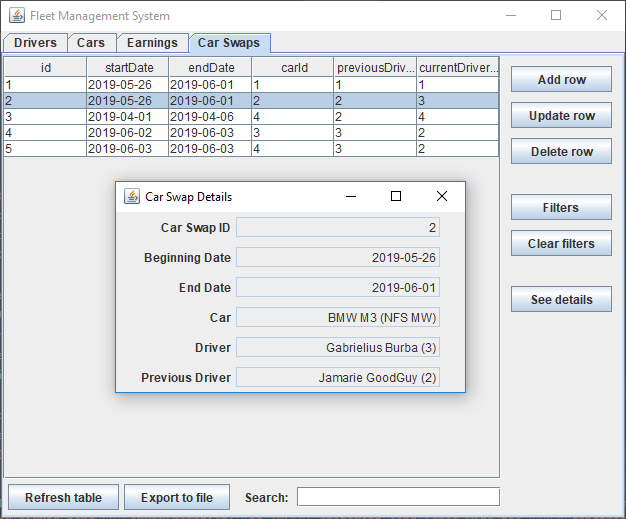 Fleet Management System
Drivers Cars Earnings Car Swaps
id startDate endDate carId previousDriv... currentDriver...
1 2019-05-26 2019-06-01 1 1 1
2 2019-05-26 2019-06-01 2 2 3
3 2019-04-01 2019-04-06 4 2 4
4 2019-06-02 2019-06-03 3 3 2
5 2019-06-03 2019-06-03 4 3 2
Add row
Update row
Delete row
Filters
Clear filters
See details
Car Swap Details
Car Swap ID 2
Beginning Date 2019-05-26
End Date 2019-06-01
Car BMW M3 (NFS MW)
Driver Gabrielius Burba (3)
Previous Driver Jamarie GoodGuy (2)
Refresh table Export to file Search: